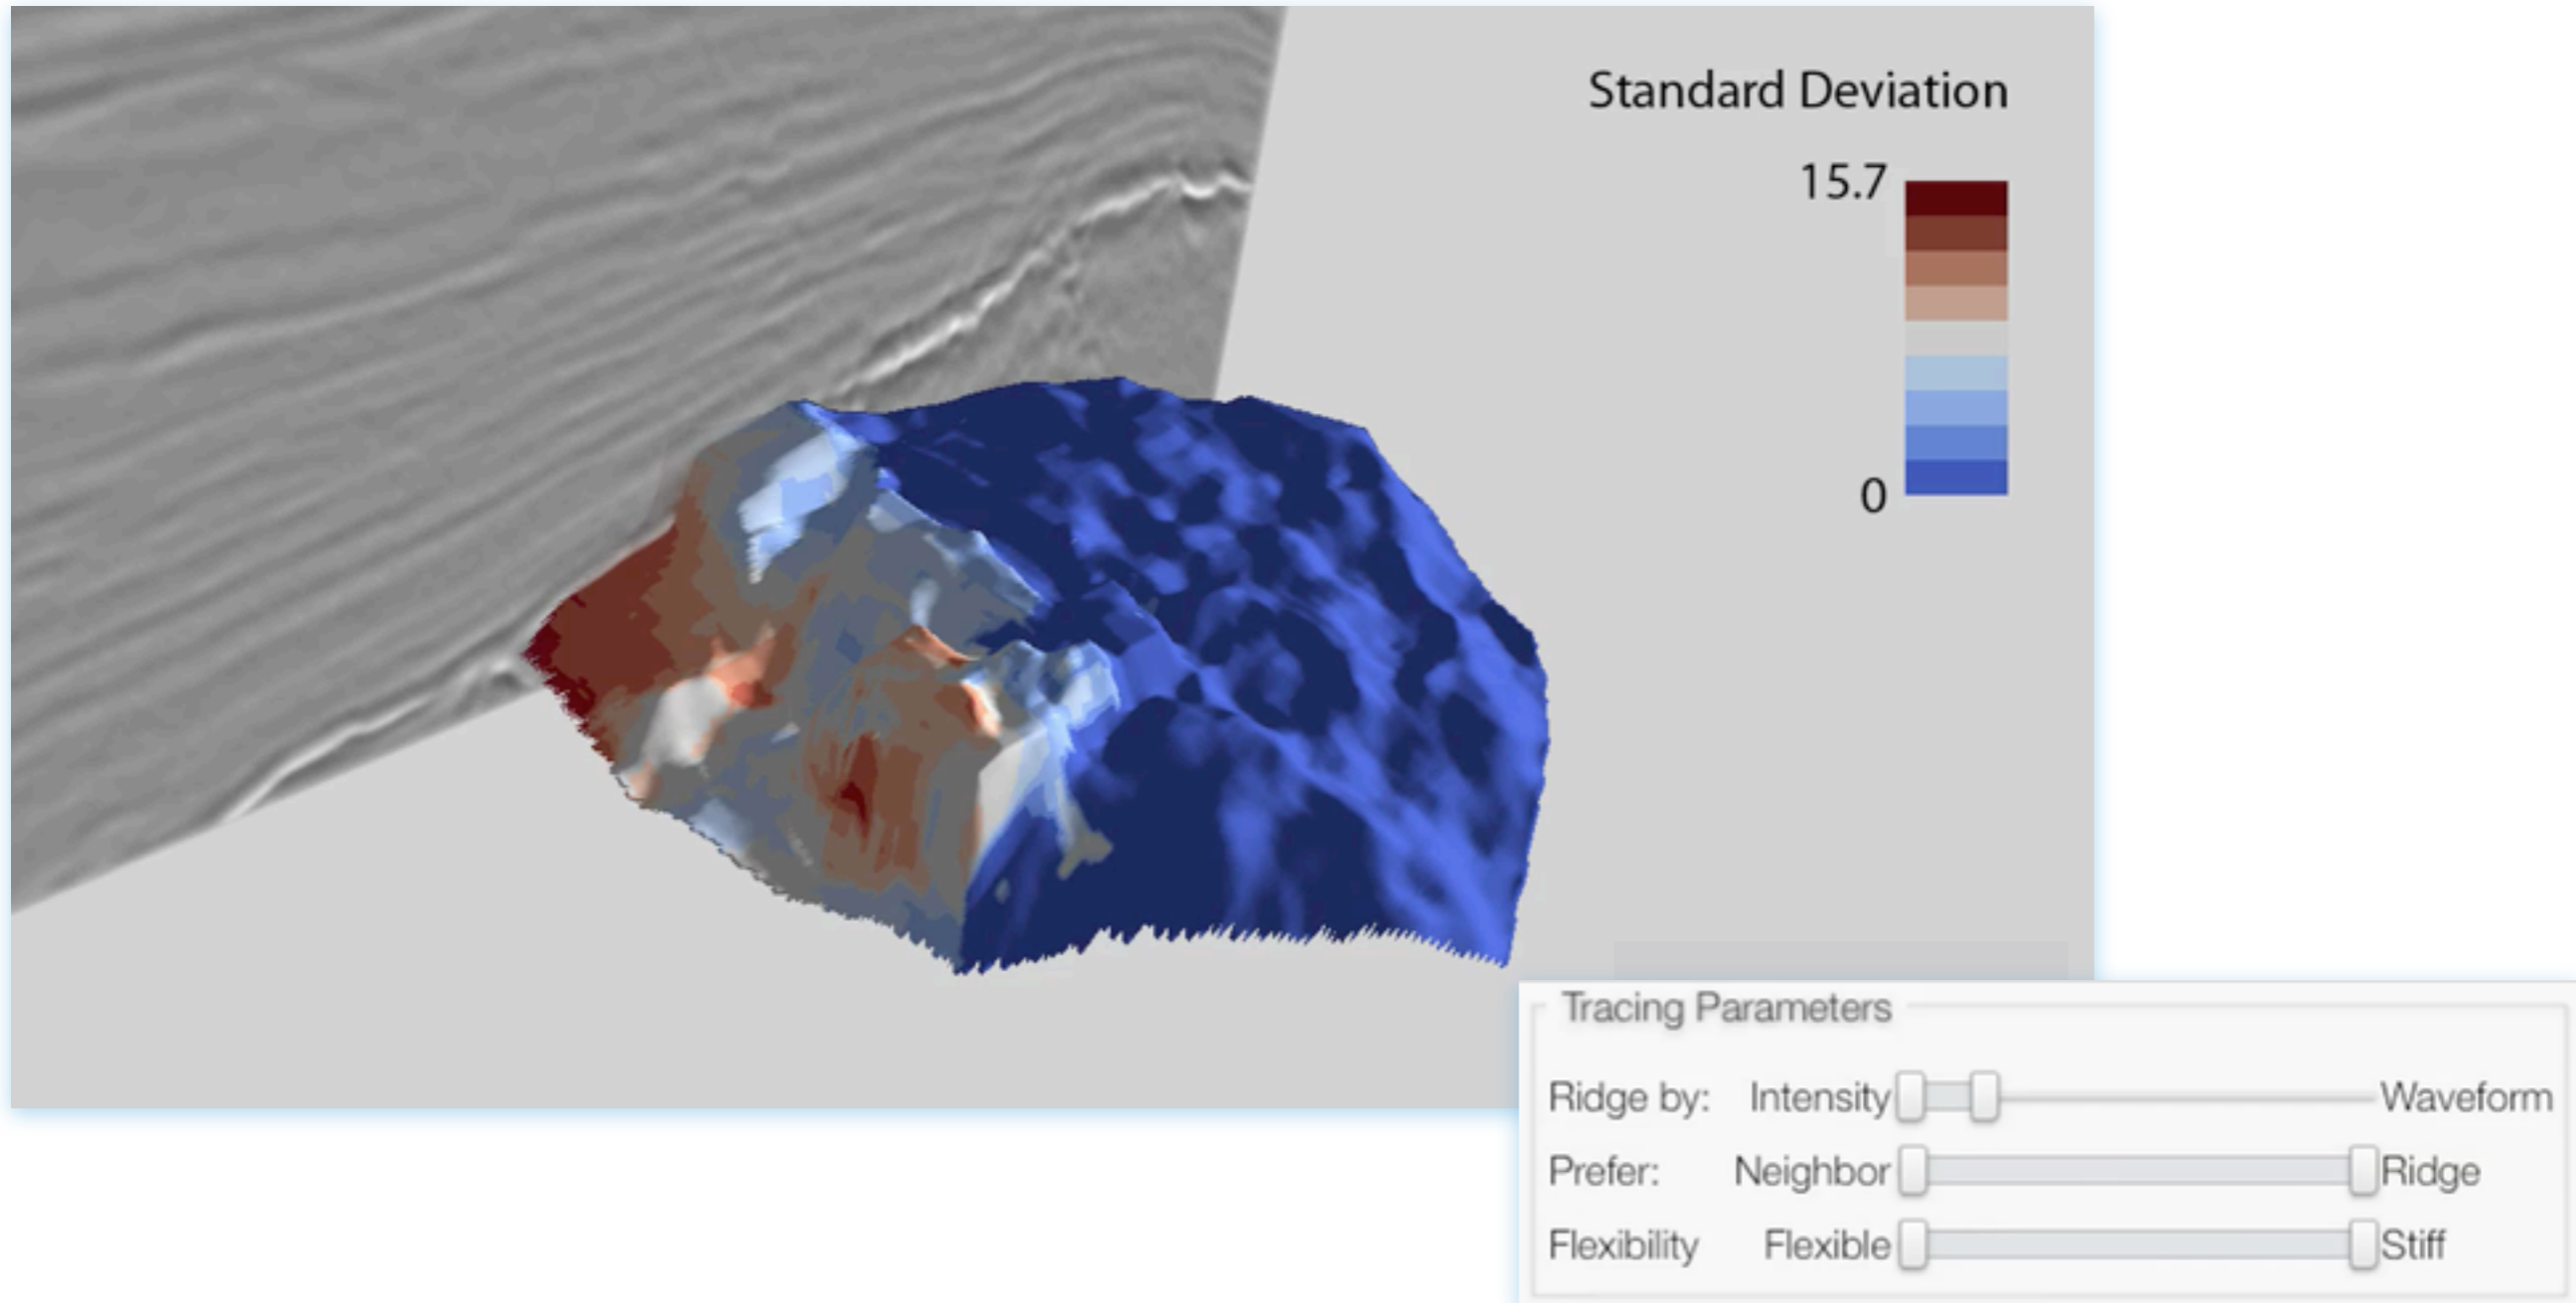 Standard Deviation
15.7
0
Tracing Parameters
Ridge by: Intensity Waveform
Prefer: Neighbor Ridge
Flexibility Flexible Stiff